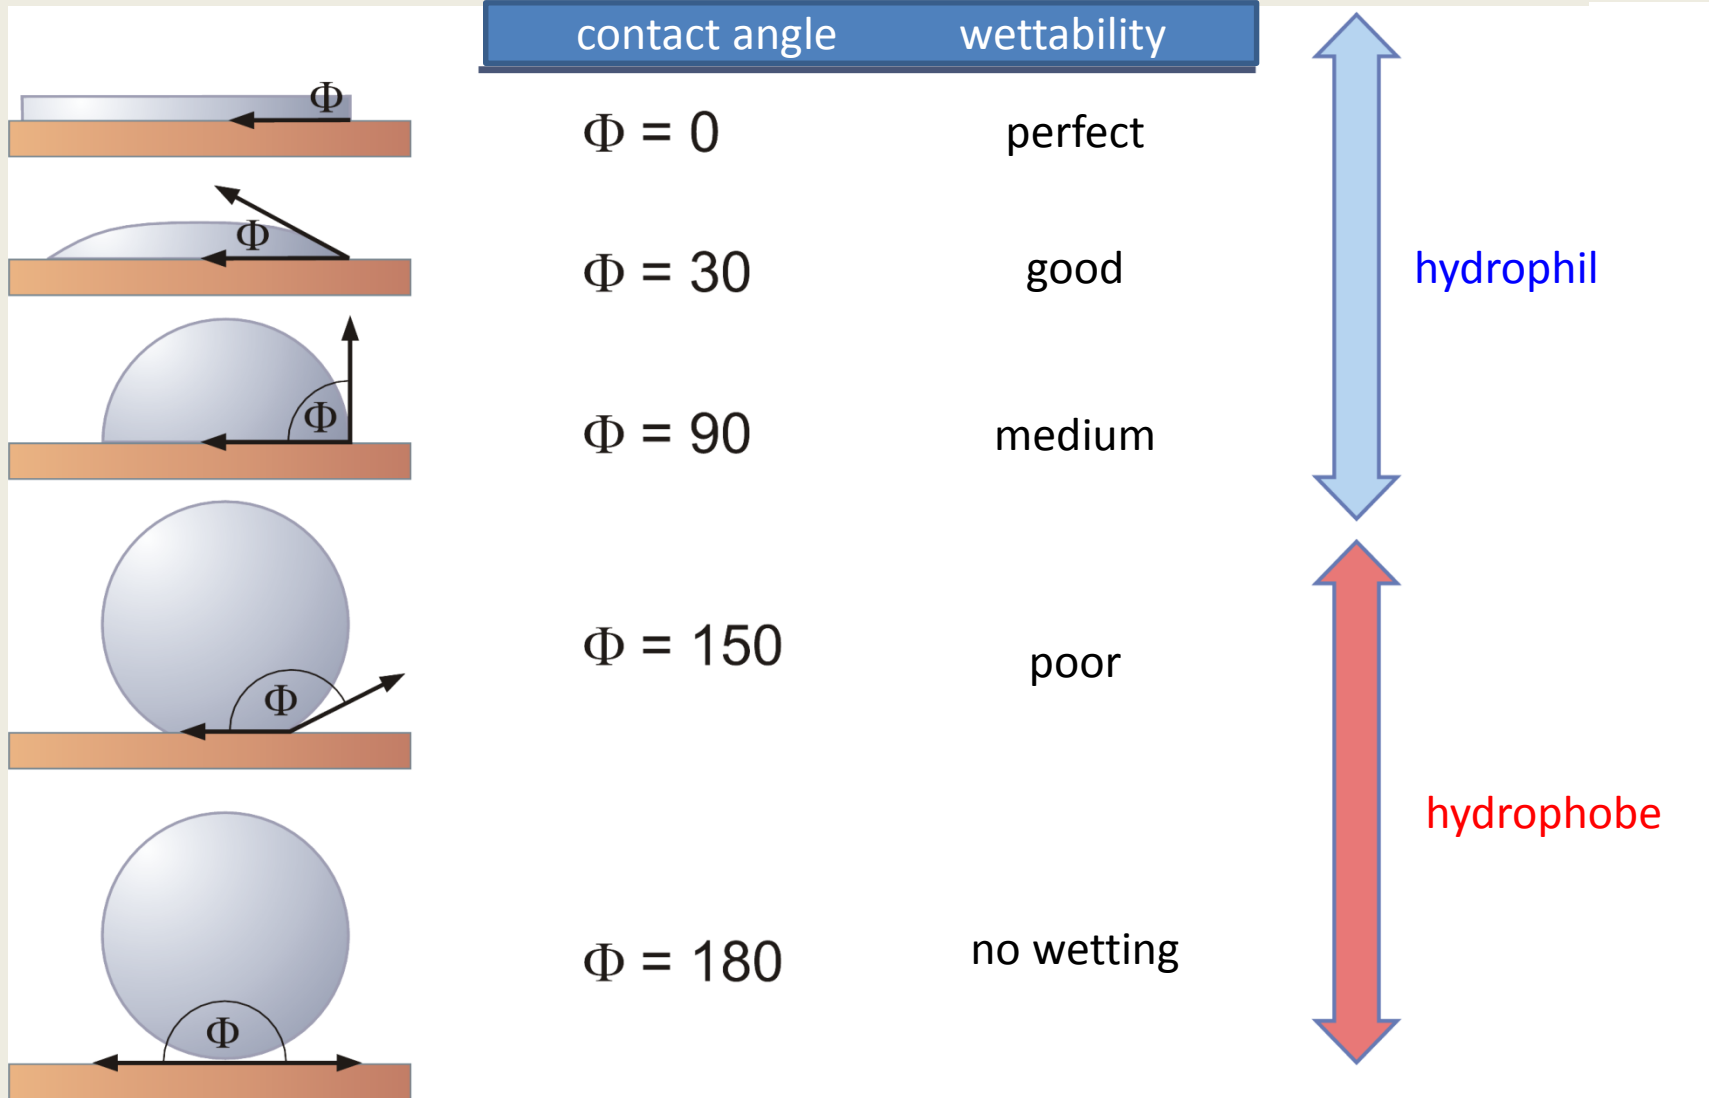 contact angle wettability
Φ
Φ = 0 perfect
Φ
Φ = 30 good
hydrophil
Φ
Φ = 90 medium
Φ
Φ = 150 poor
hydrophobe
Φ
Φ = 180 no wetting